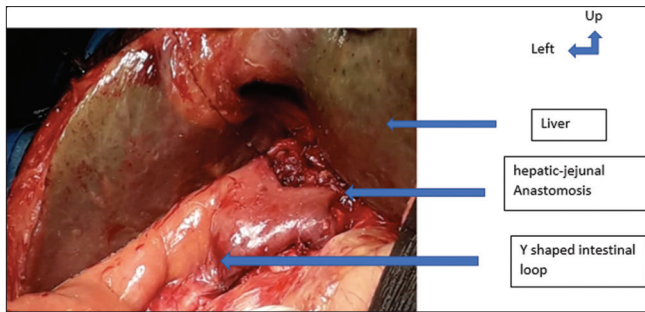 Up
Left
Liver
hepatic-jejunal
Anastomosis
Y shaped intestinal
loop